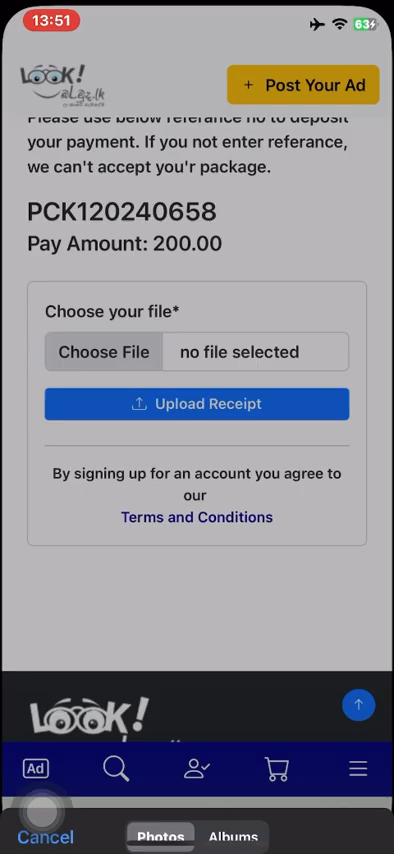 13:51
63
LOOK!
බලමු.lk
+ Post Your Ad
Please use below referance no to deposit
your payment. If you not enter referance,
we can't accept you'r package.
PCK120240658
Pay Amount: 200.00
Choose your file*
Choose File no file selected
Upload Receipt
By signing up for an account you agree to
our
Terms and Conditions
LOOK!
Ad
Cancel
Photos
Albums